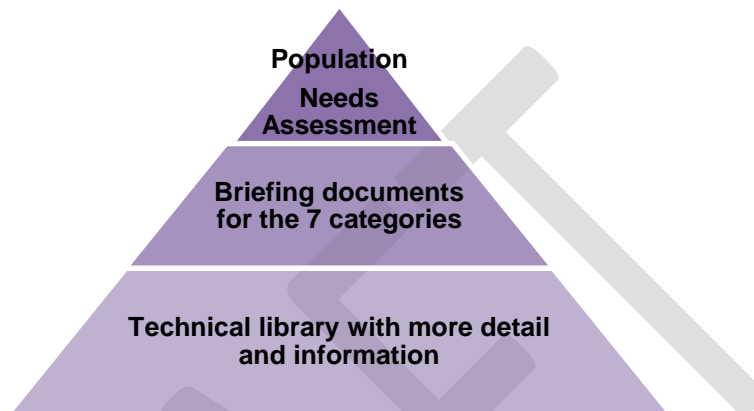 Population
Needs
Assessment
Briefing documents
for the 7 categories
Technical library with more detail
and information